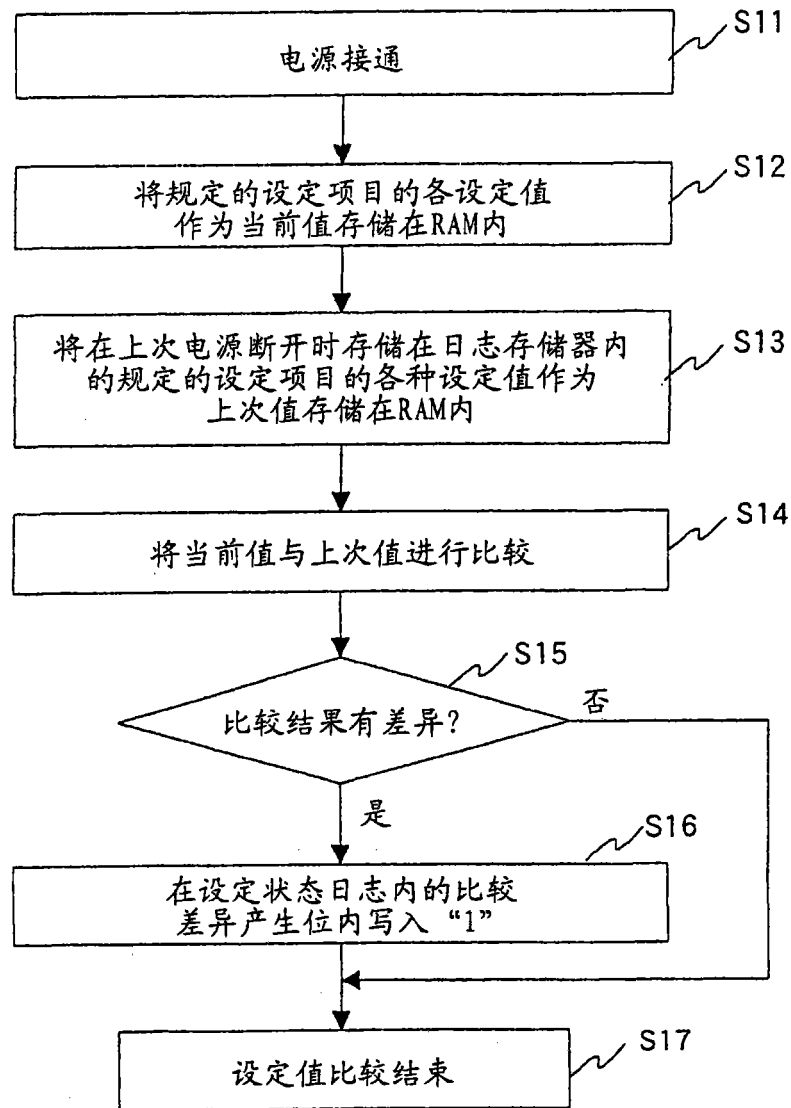 电源接通
S11
将规定的设定项目的各设定值
作为当前值存储在RAM内
S12
将在上次电源断开时存储在日志存储器内
的规定的设定项目的各种设定值作为
上次值存储在RAM内
S13
将当前值与上次值进行比较
S14
比较结果有差异?
S15
否
是
在设定状态日志内的比较
差异产生位内写入“1”
S16
设定值比较结束
S17